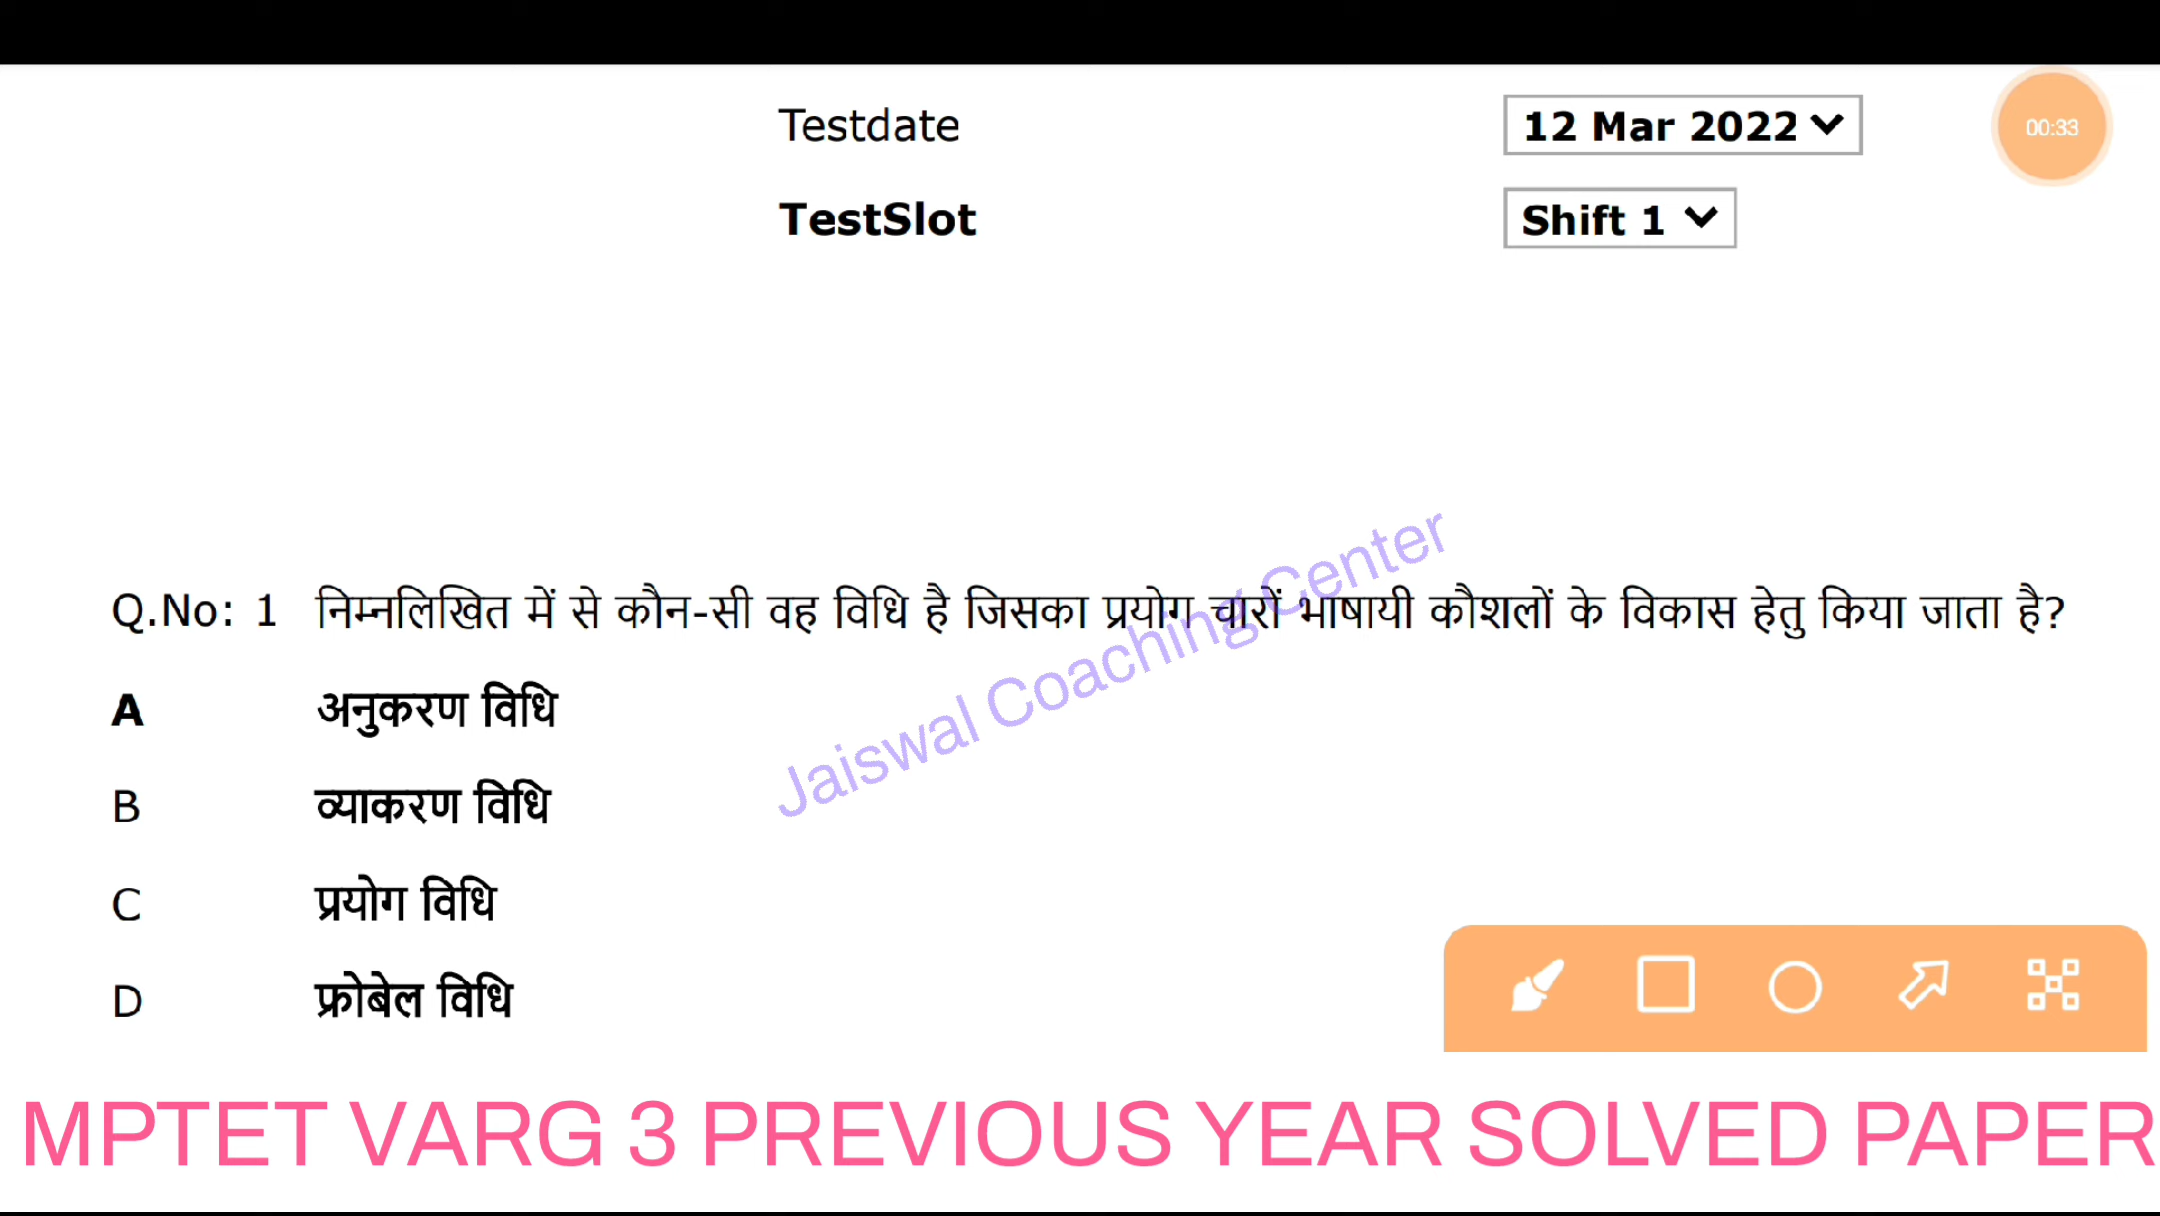 Testdate 12 Mar 2022
00:33
TestSlot Shift 1
Q.No: 1 निम्नलिखित में से कौन-सी वह विधि है जिसका प्रयोग चारों भाषायी कौशलों के विकास हेतु किया जाता है?
Jaiswal Coaching Center
A अनुकरण विधि
B व्याकरण विधि
C प्रयोग विधि
D फ्रोबेल विधि
MPTET VARG 3 PREVIOUS YEAR SOLVED PAPER